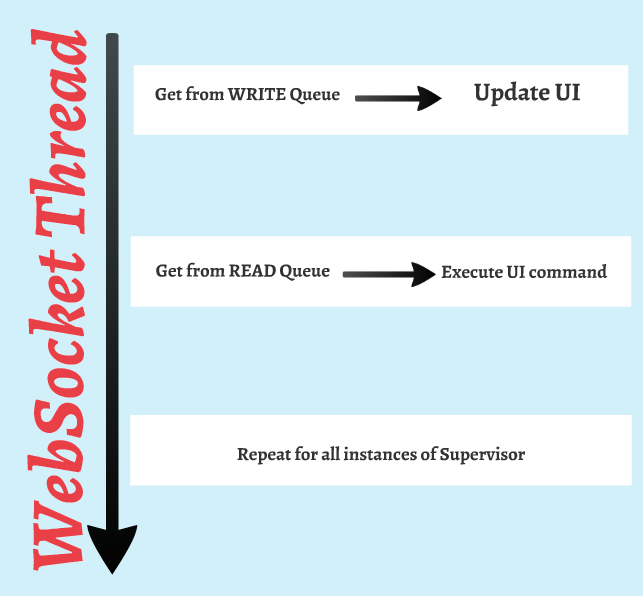 WebSocket Thread
Get from WRITE Queue
Update UI
Get from READ Queue
Execute UI command
Repeat for all instances of Supervisor